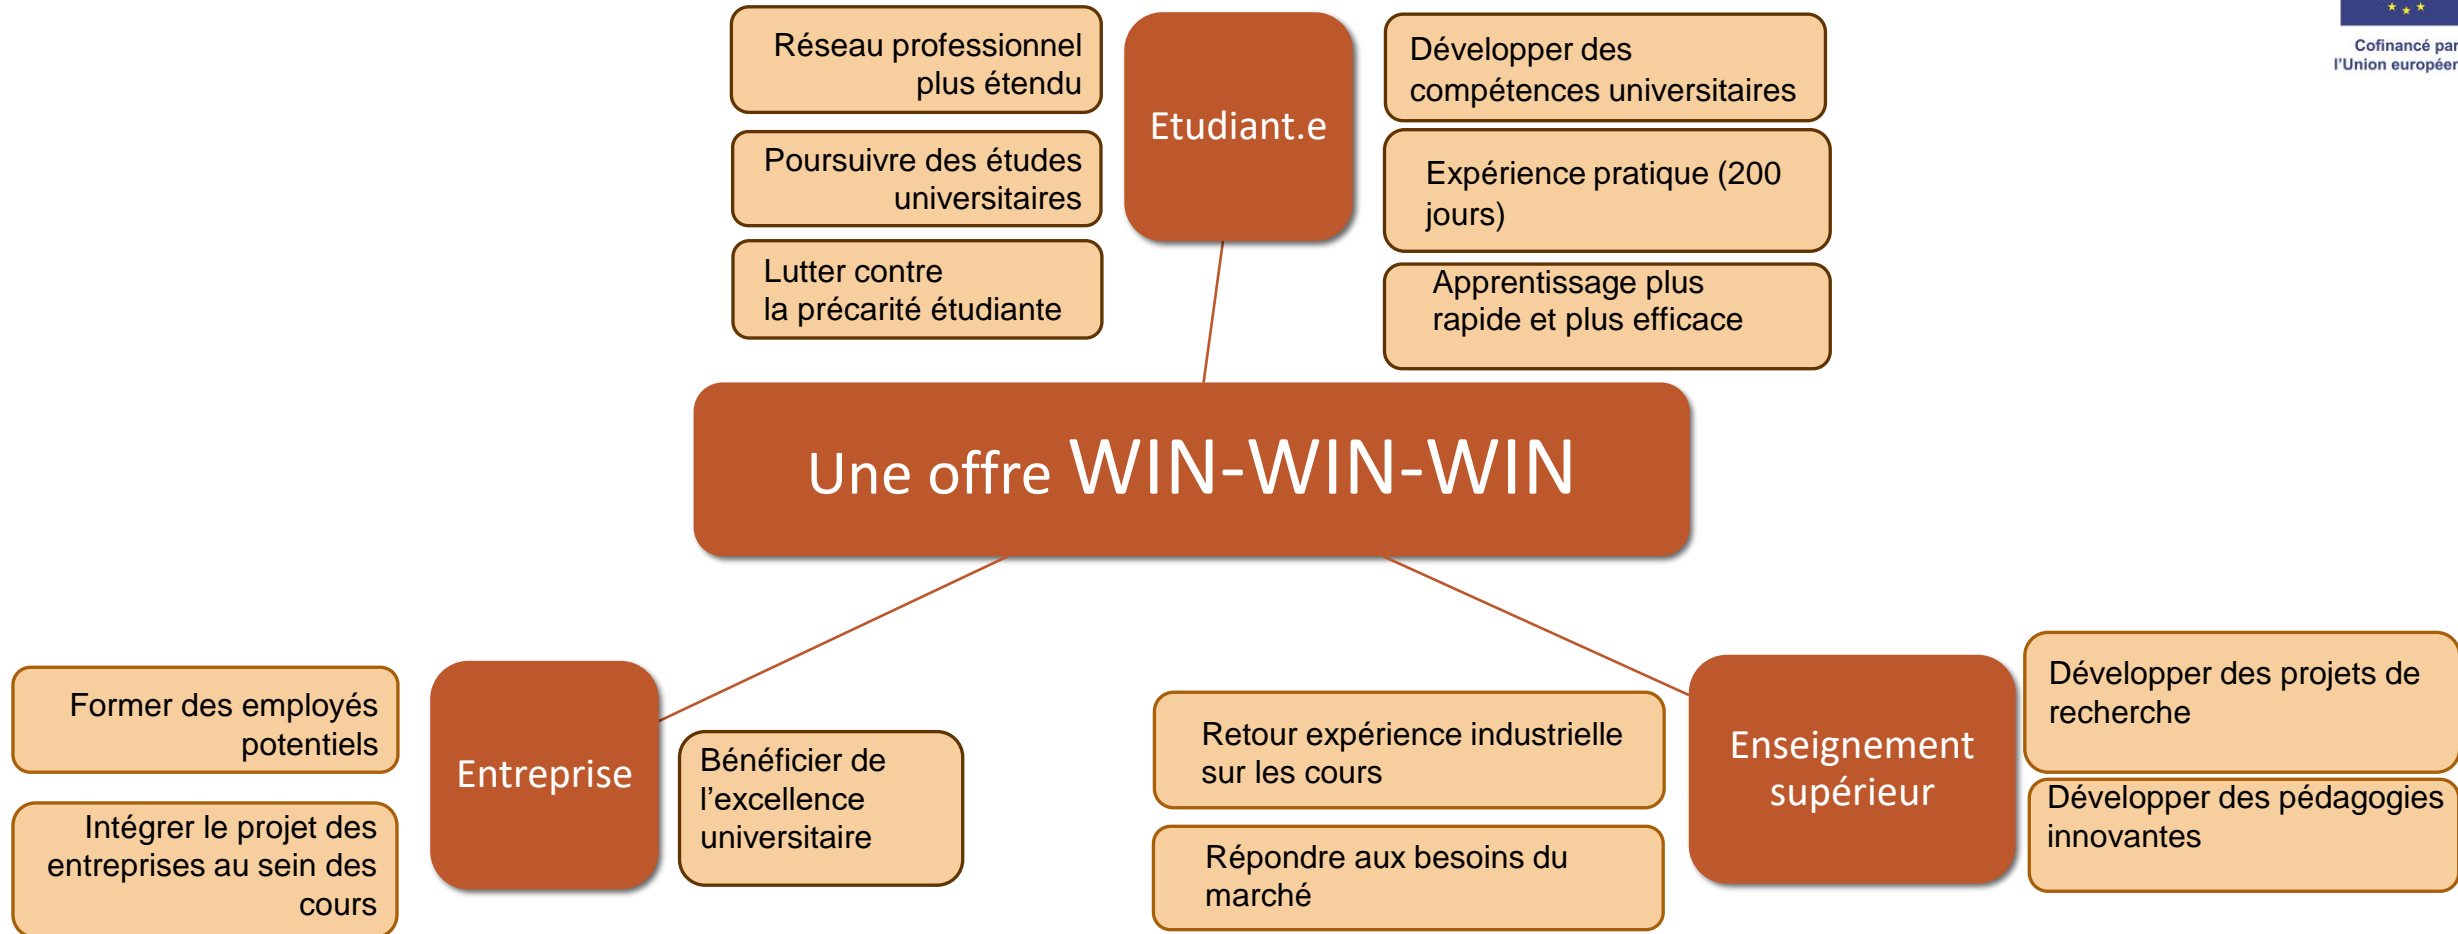 Réseau professionnel
plus étendu
Poursuivre des études
universitaires
Lutter contre
la précarité étudiante
Etudiant.e
Développer des
compétences universitaires
Expérience pratique (200
jours)
Apprentissage plus
rapide et plus efficace
Cofinancé par
l'Union européen
Une offre WIN-WIN-WIN
Former des employés
potentiels
Intégrer le projet des
entreprises au sein des
cours
Entreprise
Bénéficier de
l’excellence
universitaire
Retour expérience industrielle
sur les cours
Répondre aux besoins du
marché
Enseignement
supérieur
Développer des projets de
recherche
Développer des pédagogies
innovantes